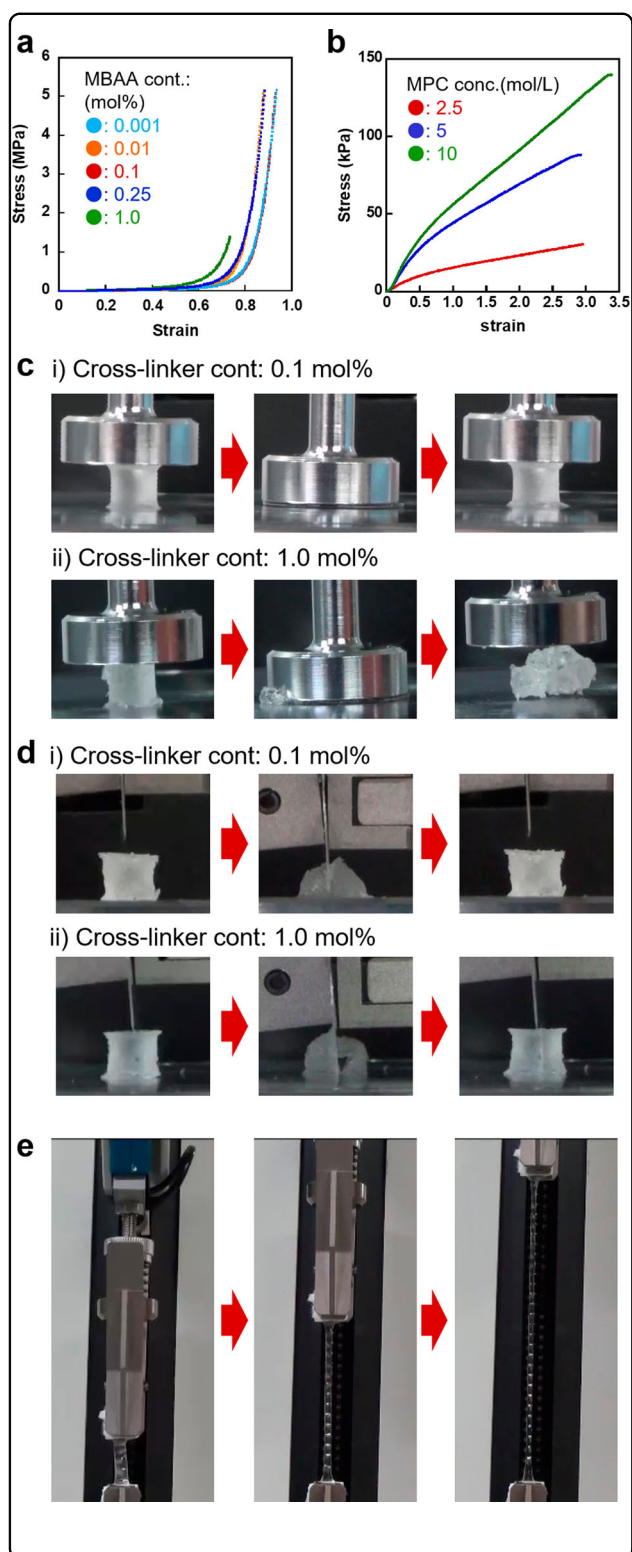 a
6
5
4
3
2
1
0
Stress (MPa)
MBAA cont.:
(mol%)
: 0.001
: 0.01
: 0.1
: 0.25
: 1.0
0 0.2 0.4 0.6 0.8 1.0
Strain
b
150
100
50
0
Stress (kPa)
MPC conc.(mol/L)
: 2.5
: 5
: 10
0 0.5 1.0 1.5 2.0 2.5 3.0 3.5
strain
c i) Cross-linker cont: 0.1 mol%
ii) Cross-linker cont: 1.0 mol%
d i) Cross-linker cont: 0.1 mol%
ii) Cross-linker cont: 1.0 mol%
e